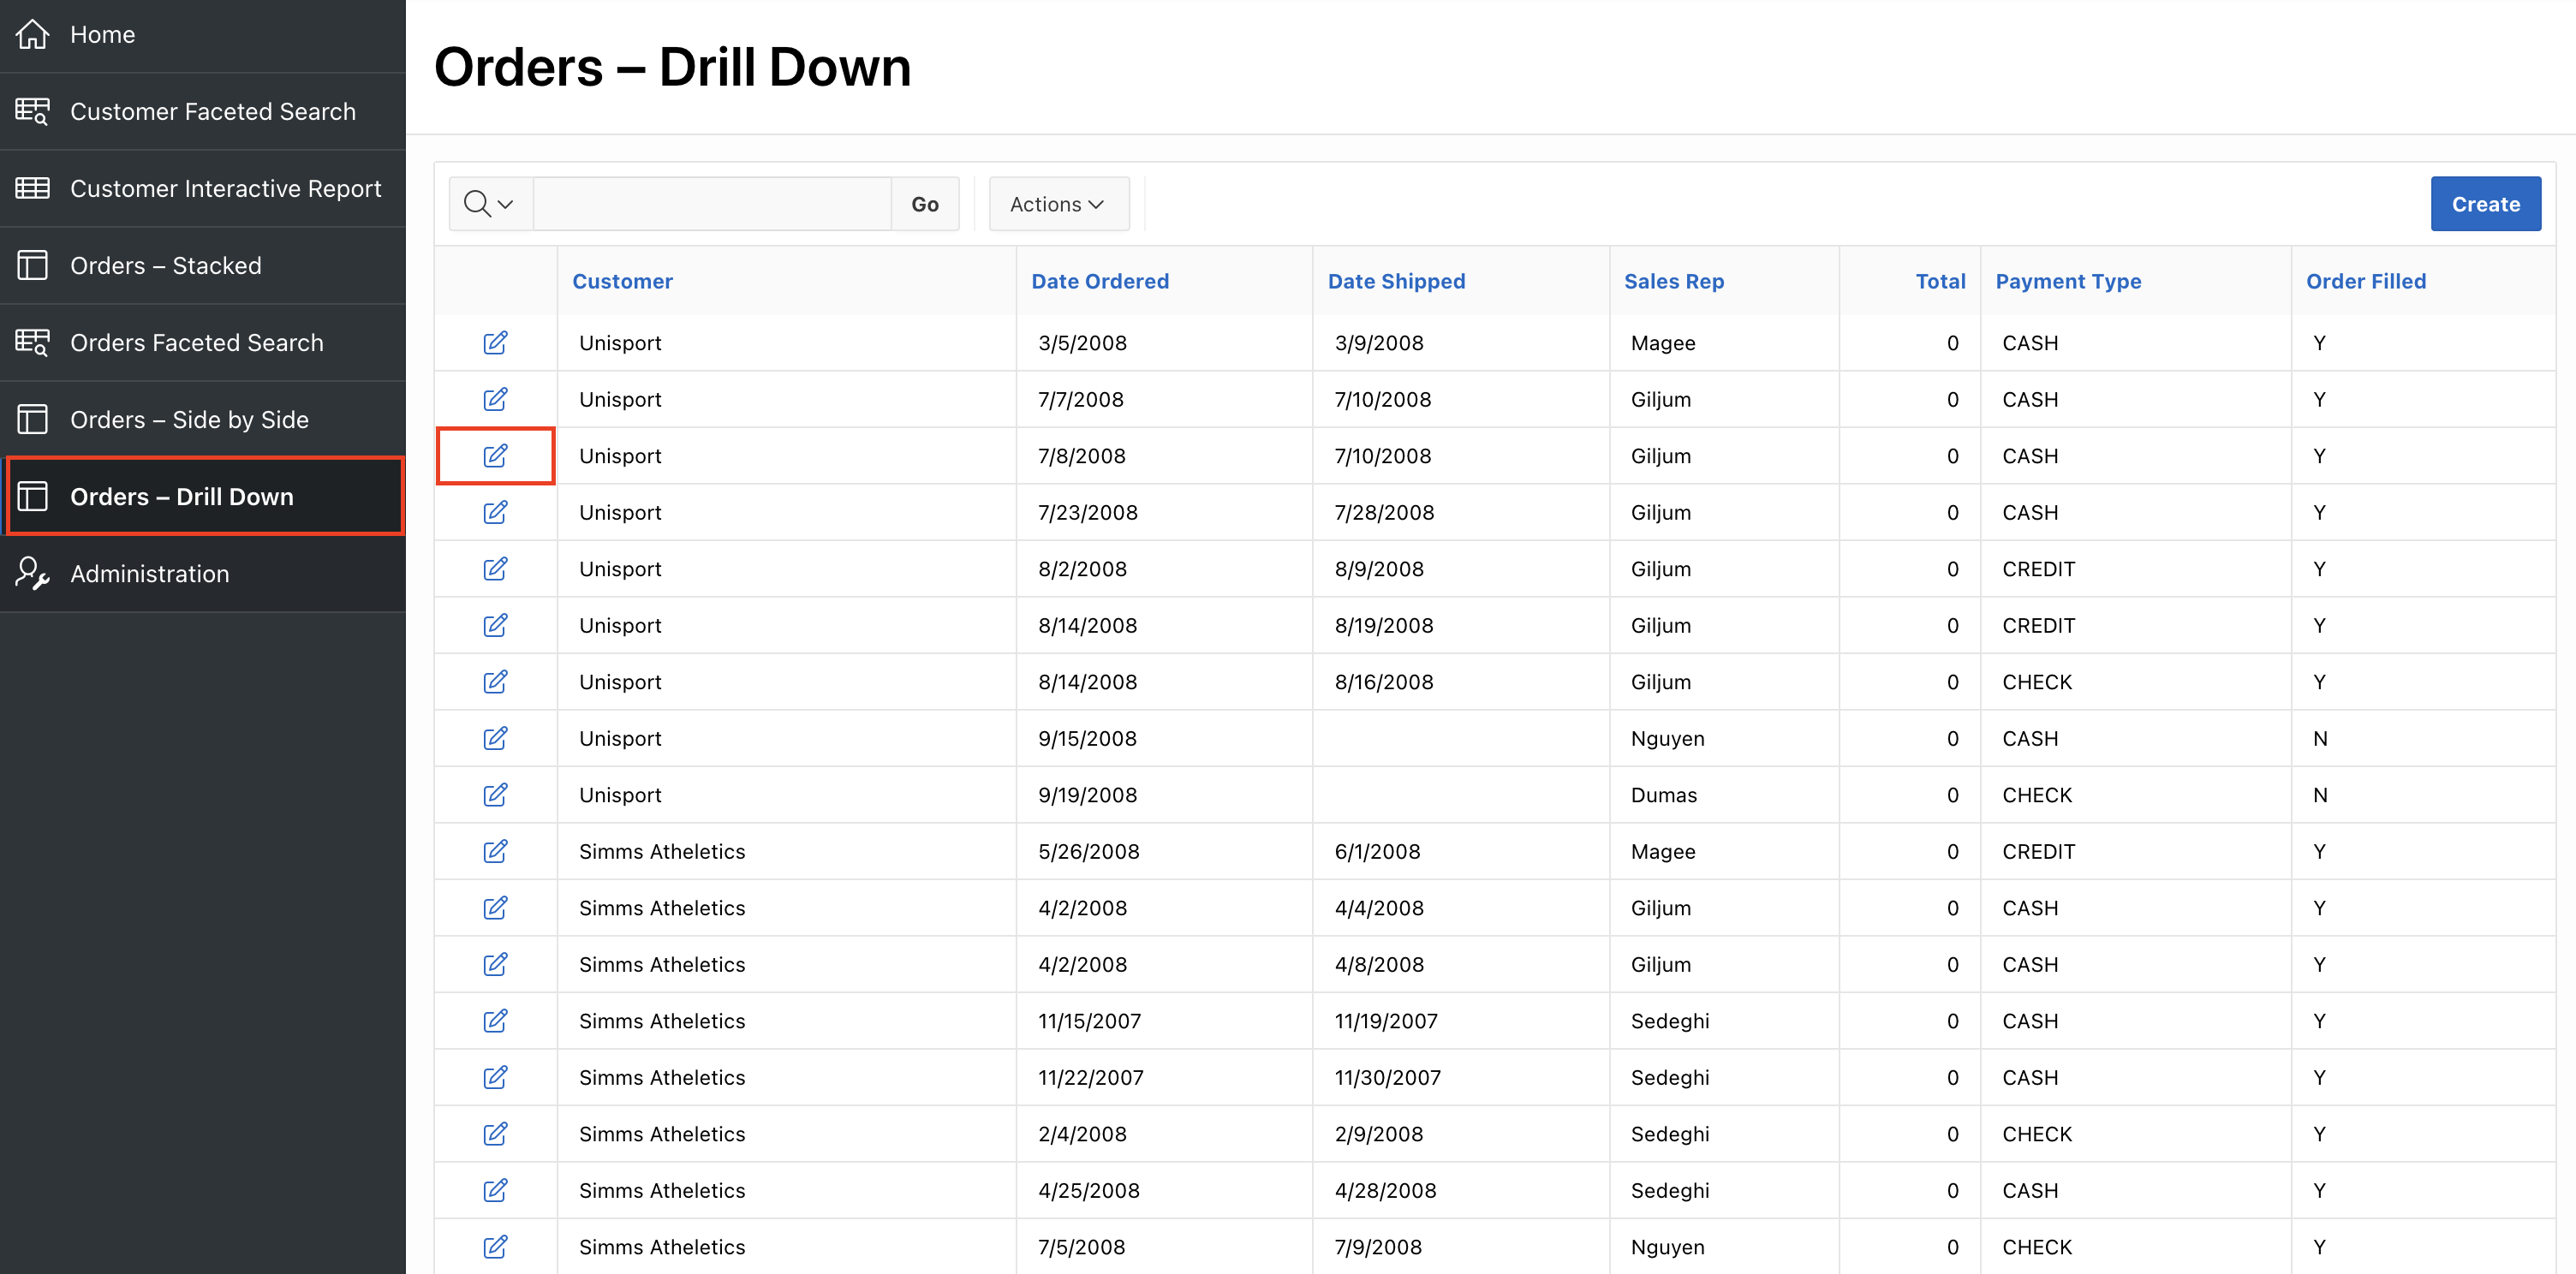 Home
Customer Faceted Search
Customer Interactive Report
Orders – Stacked
Orders Faceted Search
Orders – Side by Side
Orders – Drill Down
Administration
Orders – Drill Down
Go Actions Create
Customer Date Ordered Date Shipped Sales Rep Total Payment Type Order Filled
Unisport 3/5/2008 3/9/2008 Magee 0 CASH Y
Unisport 7/7/2008 7/10/2008 Giljum 0 CASH Y
Unisport 7/8/2008 7/10/2008 Giljum 0 CASH Y
Unisport 7/23/2008 7/28/2008 Giljum 0 CASH Y
Unisport 8/2/2008 8/9/2008 Giljum 0 CREDIT Y
Unisport 8/14/2008 8/19/2008 Giljum 0 CREDIT Y
Unisport 8/14/2008 8/16/2008 Giljum 0 CHECK Y
Unisport 9/15/2008 Nguyen 0 CASH N
Unisport 9/19/2008 Dumas 0 CHECK N
Simms Atheletics 5/26/2008 6/1/2008 Magee 0 CREDIT Y
Simms Atheletics 4/2/2008 4/4/2008 Giljum 0 CASH Y
Simms Atheletics 4/2/2008 4/8/2008 Giljum 0 CASH Y
Simms Atheletics 11/15/2007 11/19/2007 Sedeghi 0 CASH Y
Simms Atheletics 11/22/2007 11/30/2007 Sedeghi 0 CASH Y
Simms Atheletics 2/4/2008 2/9/2008 Sedeghi 0 CHECK Y
Simms Atheletics 4/25/2008 4/28/2008 Sedeghi 0 CASH Y
Simms Atheletics 7/5/2008 7/9/2008 Nguyen 0 CHECK Y